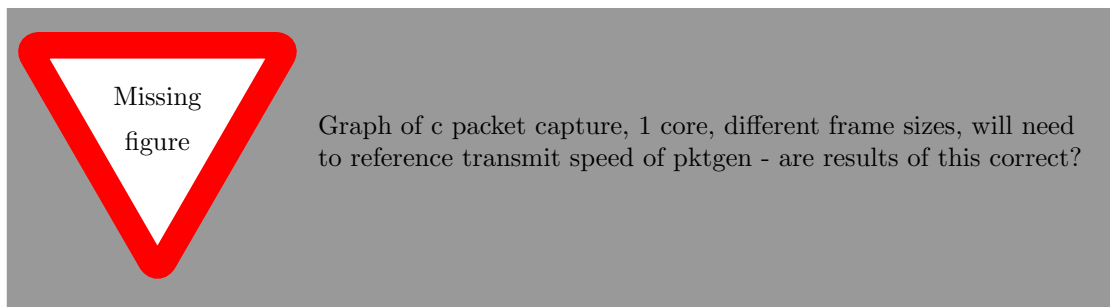 Missing
figure
Graph of c packet capture, 1 core, different frame sizes, will need
to reference transmit speed of pktgen - are results of this correct?